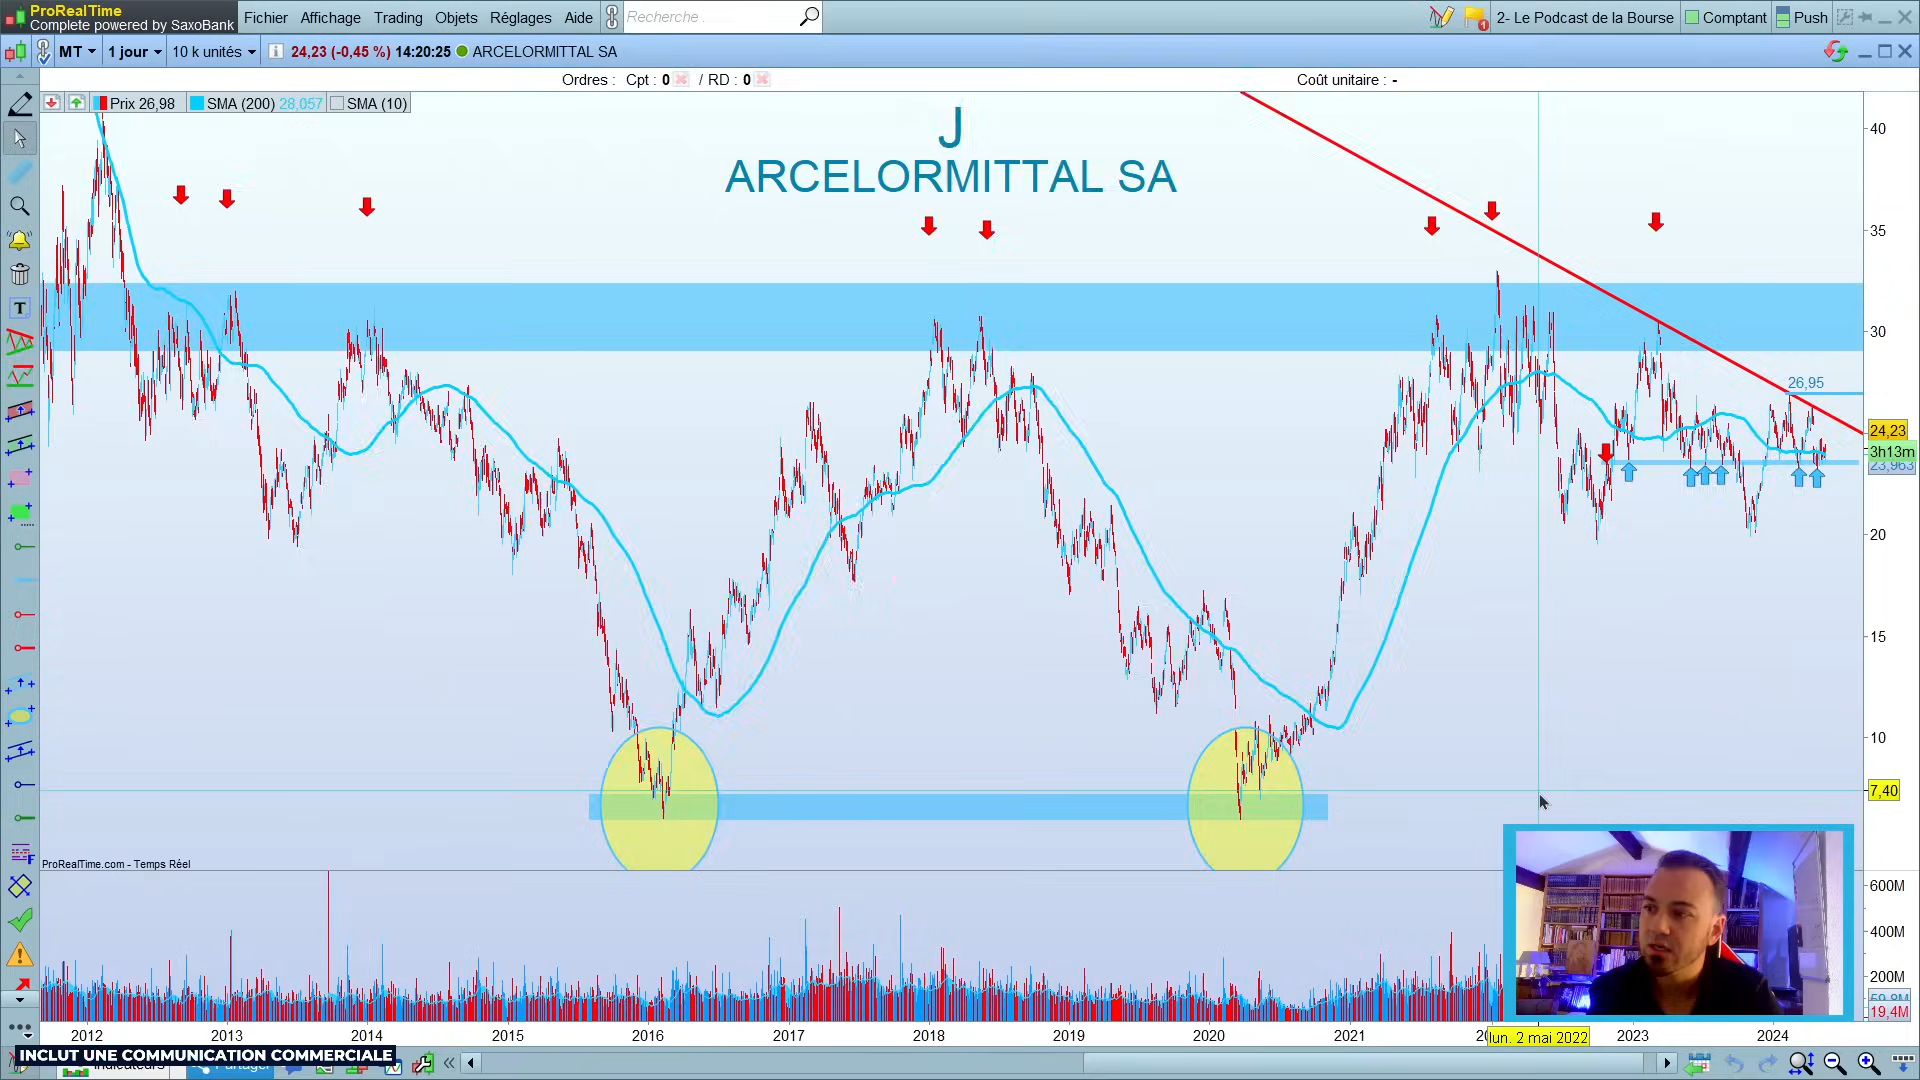 ProRealTime
Complete powered by SaxoBank
Fichier Affichage Trading Objets Réglages Aide
Recherche
2- Le Podcast de la Bourse
Comptant
Push
MT
1 jour
10 k unités
24,23 (-0,45 %) 14:20:25
ARCELORMITTAL SA
Ordres : Cpt : 0 / RD : 0
Coût unitaire : -
Prix 26,98
SMA (200) 28,057
SMA (10)
J
ARCELORMITTAL SA
40
35
30
26,95
24,23
3h13m
23,963
20
15
10
7,40
ProRealTime.com - Temps Réel
600M
400M
200M
59,8M
19,4M
2012 2013 2014 2015 2016 2017 2018 2019 2020 2021 lun. 2 mai 2022 2023 2024
INCLUT UNE COMMUNICATION COMMERCIALE